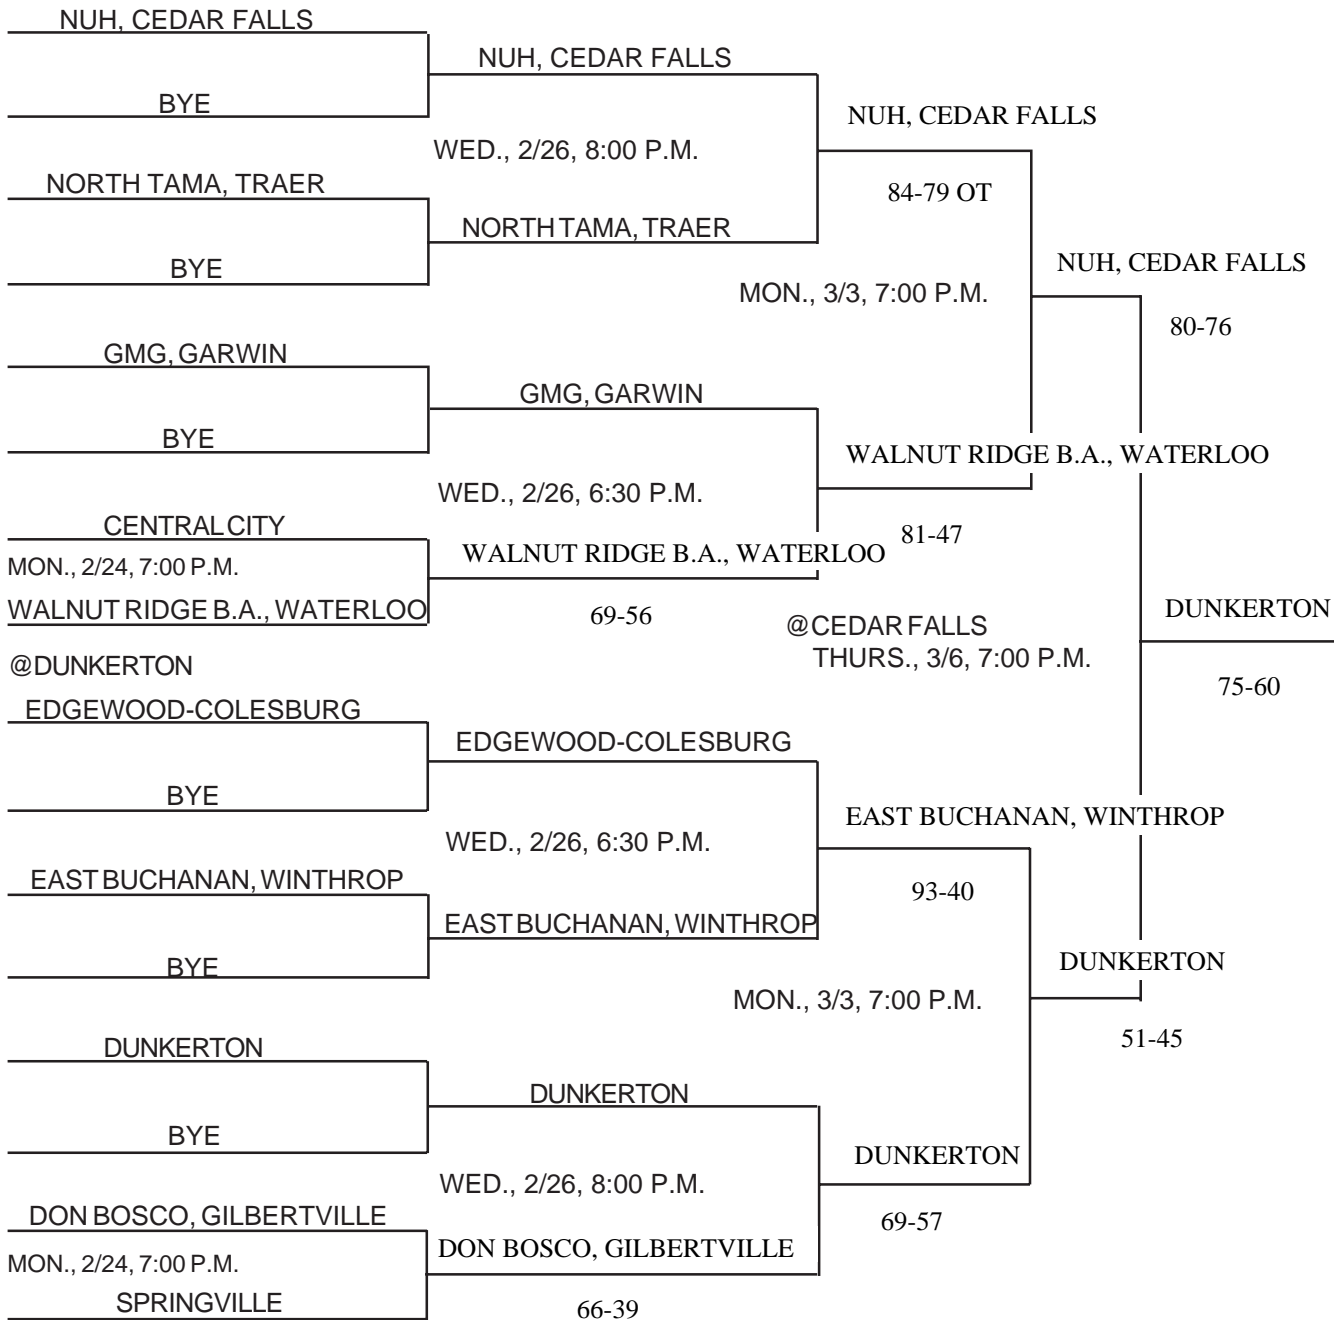 NUH, CEDAR FALLS
BYE
NORTH TAMA, TRAER
BYE
GMG, GARWIN
BYE
CENTRAL CITY
MON., 2/24, 7:00 P.M.
WALNUT RIDGE B.A., WATERLOO
@DUNKERTON
EDGEWOOD-COLESBURG
BYE
EAST BUCHANAN, WINTHROP
BYE
DUNKERTON
BYE
DON BOSCO, GILBERTVILLE
MON., 2/24, 7:00 P.M.
SPRINGVILLE
NUH, CEDAR FALLS
WED., 2/26, 8:00 P.M.
NORTH TAMA, TRAER
GMG, GARWIN
WED., 2/26, 6:30 P.M.
WALNUT RIDGE B.A., WATERLOO
69-56
EDGEWOOD-COLESBURG
WED., 2/26, 6:30 P.M.
EAST BUCHANAN, WINTHROP
DUNKERTON
WED., 2/26, 8:00 P.M.
DON BOSCO, GILBERTVILLE
66-39
NUH, CEDAR FALLS
84-79 OT
MON., 3/3, 7:00 P.M.
WALNUT RIDGE B.A., WATERLOO
81-47
@CEDAR FALLS
THURS., 3/6, 7:00 P.M.
EAST BUCHANAN, WINTHROP
93-40
MON., 3/3, 7:00 P.M.
DUNKERTON
69-57
NUH, CEDAR FALLS
80-76
DUNKERTON
51-45
DUNKERTON
75-60